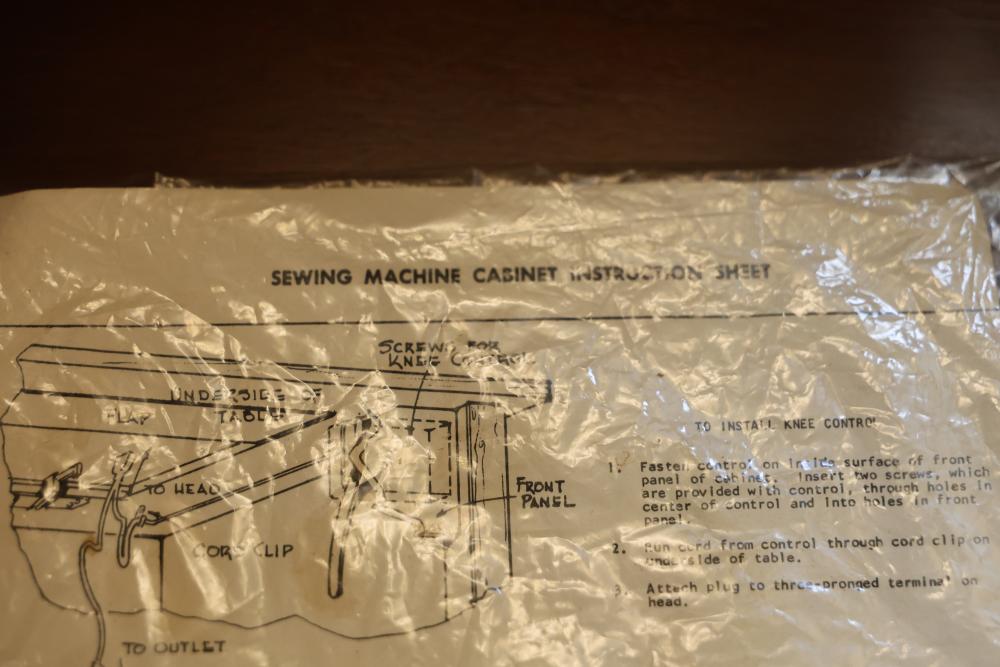 SEWING MACHINE CABINET INSTRUCTION SHEET
SCREWS FOR
KNEE CONTROL
UNDERSIDE OF
TABLE
FLAP
TO HEAD
FRONT
PANEL
CORD CLIP
TO OUTLET
TO INSTALL KNEE CONTROL
1. Fasten control on inside surface of front
panel of cabinet. Insert two screws, which
are provided with control, through holes in
center of control and into holes in front
panel.
2. Run cord from control through cord clip on
underside of table.
3. Attach plug to three-pronged terminal on
head.